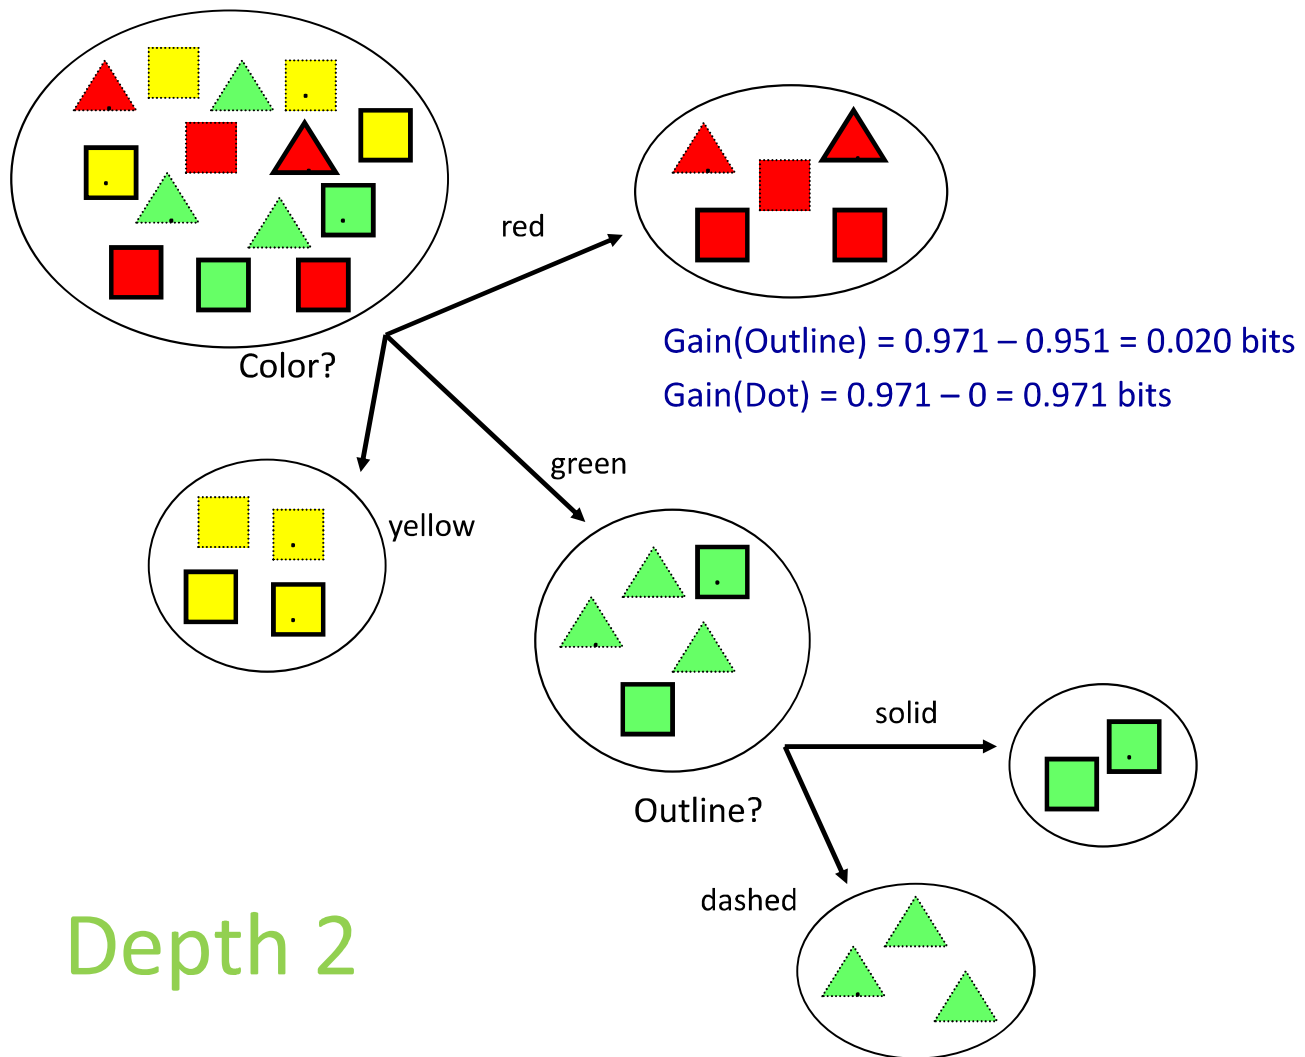 red
Color?
Gain(Outline) = 0.971 – 0.951 = 0.020 bits
Gain(Dot) = 0.971 – 0 = 0.971 bits
green
yellow
solid
Outline?
dashed
Depth 2